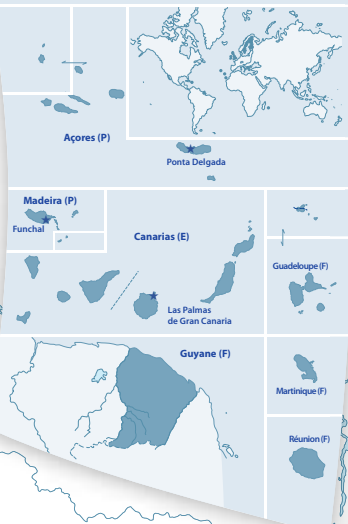 Açores (P)
Ponta Delgada
Madeira (P)
Funchal
Canarias (E)
Guadeloupe (F)
Las Palmas
de Gran Canaria
Guyane (F)
Martinique (F)
Réunion (F)